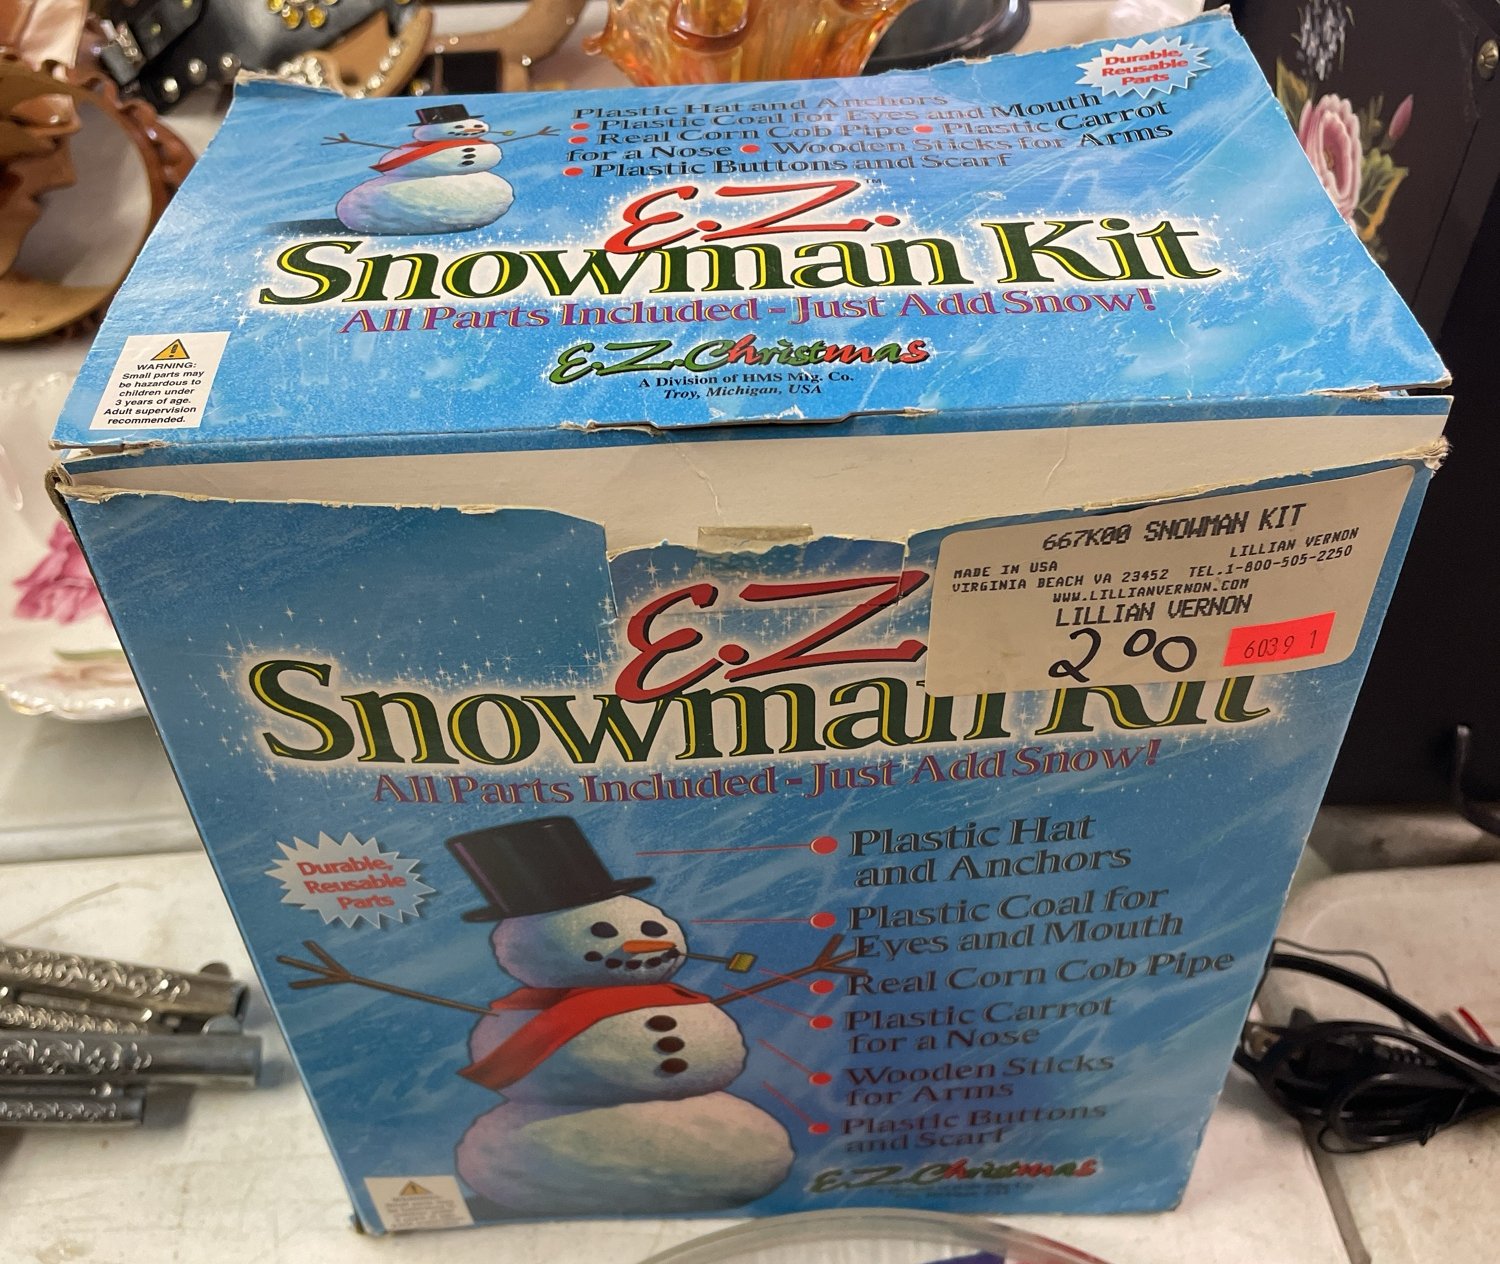 Durable,
Reusable
Parts
Plastic Hat and Anchors
• Plastic Coal for Eyes and Mouth
• Real Corn Cob Pipe • Plastic Carrot
for a Nose • Wooden Sticks for Arms
• Plastic Buttons and Scarf
E.Z.™
Snowman Kit
All Parts Included - Just Add Snow!
E.Z. Christmas
A Division of HMS Mfg. Co.
Troy, Michigan, USA
WARNING:
Small parts may
be hazardous to
children under
3 years of age.
Adult supervision
recommended.
667K00 SNOWMAN KIT
LILLIAN VERNON
MADE IN USA
VIRGINIA BEACH VA 23452 TEL.1-800-505-2250
WWW.LILLIANVERNON.COM
LILLIAN VERNON
2.00
6039 1
E.Z.
Snowman Kit
All Parts Included - Just Add Snow!
Durable,
Reusable
Parts
• Plastic Hat
and Anchors
• Plastic Coal for
Eyes and Mouth
• Real Corn Cob Pipe
• Plastic Carrot
for a Nose
• Wooden Sticks
for Arms
• Plastic Buttons
and Scarf
E.Z. Christmas